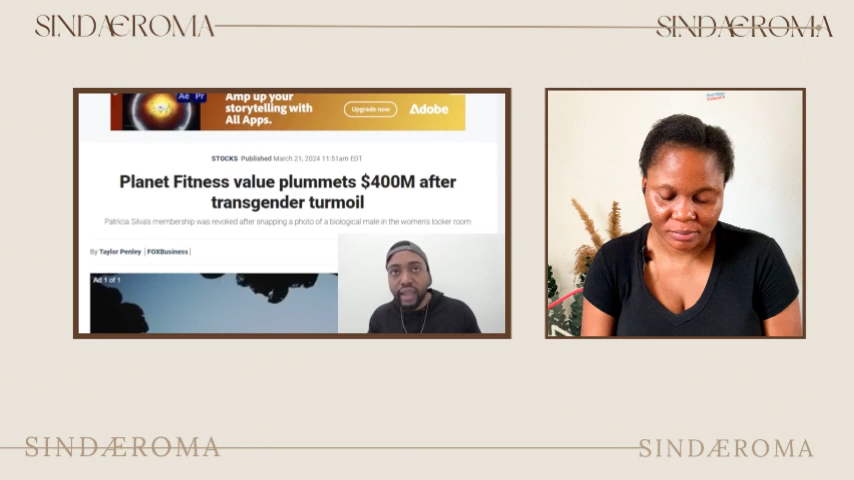 SINDÆROMA
SINDÆROMA
Ae Pr
Amp up your
storytelling with
All Apps.
Upgrade now
Adobe
STOCKS Published March 21, 2024 11:51am EDT
Planet Fitness value plummets $400M after
transgender turmoil
Patricia Silva's membership was revoked after snapping a photo of a biological male in the women's locker room
By Taylor Penley | FOXBusiness |
Ad 1 of 1
SINDÆROMA
SINDÆROMA